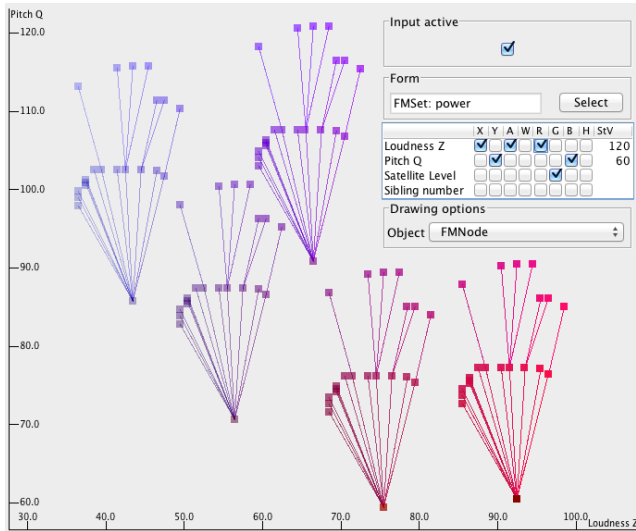 Pitch Q
120.0
110.0
100.0
90.0
80.0
70.0
60.0
30.0 40.0 50.0 60.0 70.0 80.0 90.0 100.0 Loudness Z
Input active
Form
FMSet: power Select
X Y A W R G B H StV
Loudness Z 120
Pitch Q 60
Satellite Level
Sibling number
Drawing options
Object FMNode